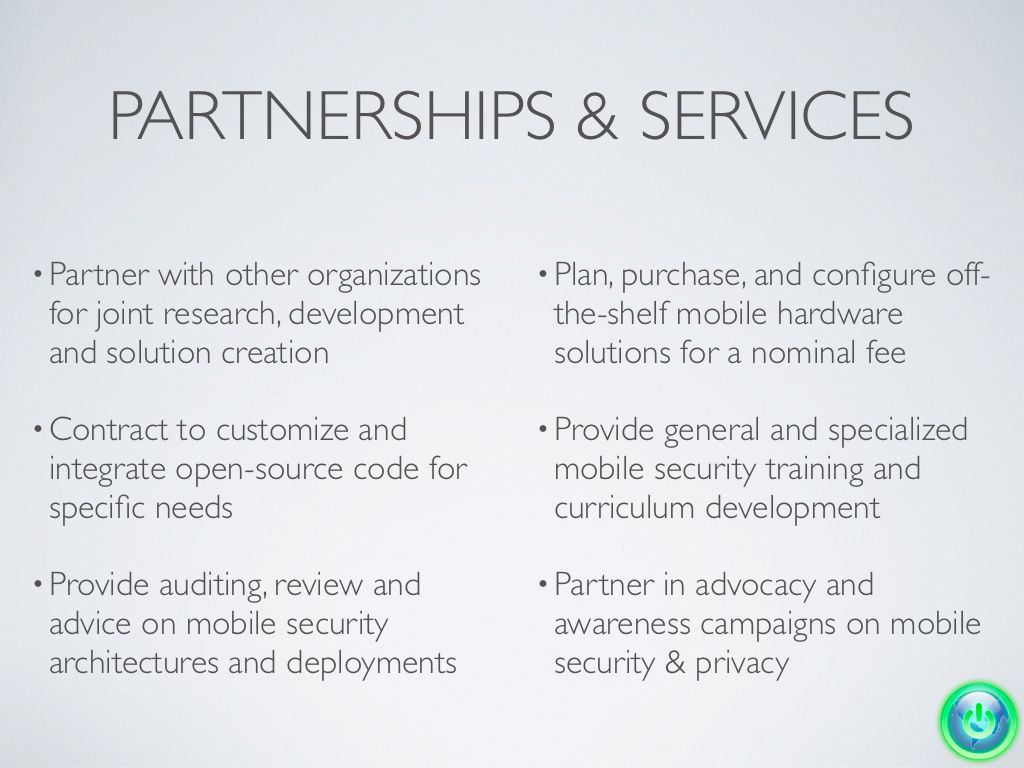 PARTNERSHIPS & SERVICES
• Partner with other organizations
for joint research, development
and solution creation
• Contract to customize and
integrate open-source code for
specific needs
• Provide auditing, review and
advice on mobile security
architectures and deployments
• Plan, purchase, and configure off-
the-shelf mobile hardware
solutions for a nominal fee
• Provide general and specialized
mobile security training and
curriculum development
• Partner in advocacy and
awareness campaigns on mobile
security & privacy